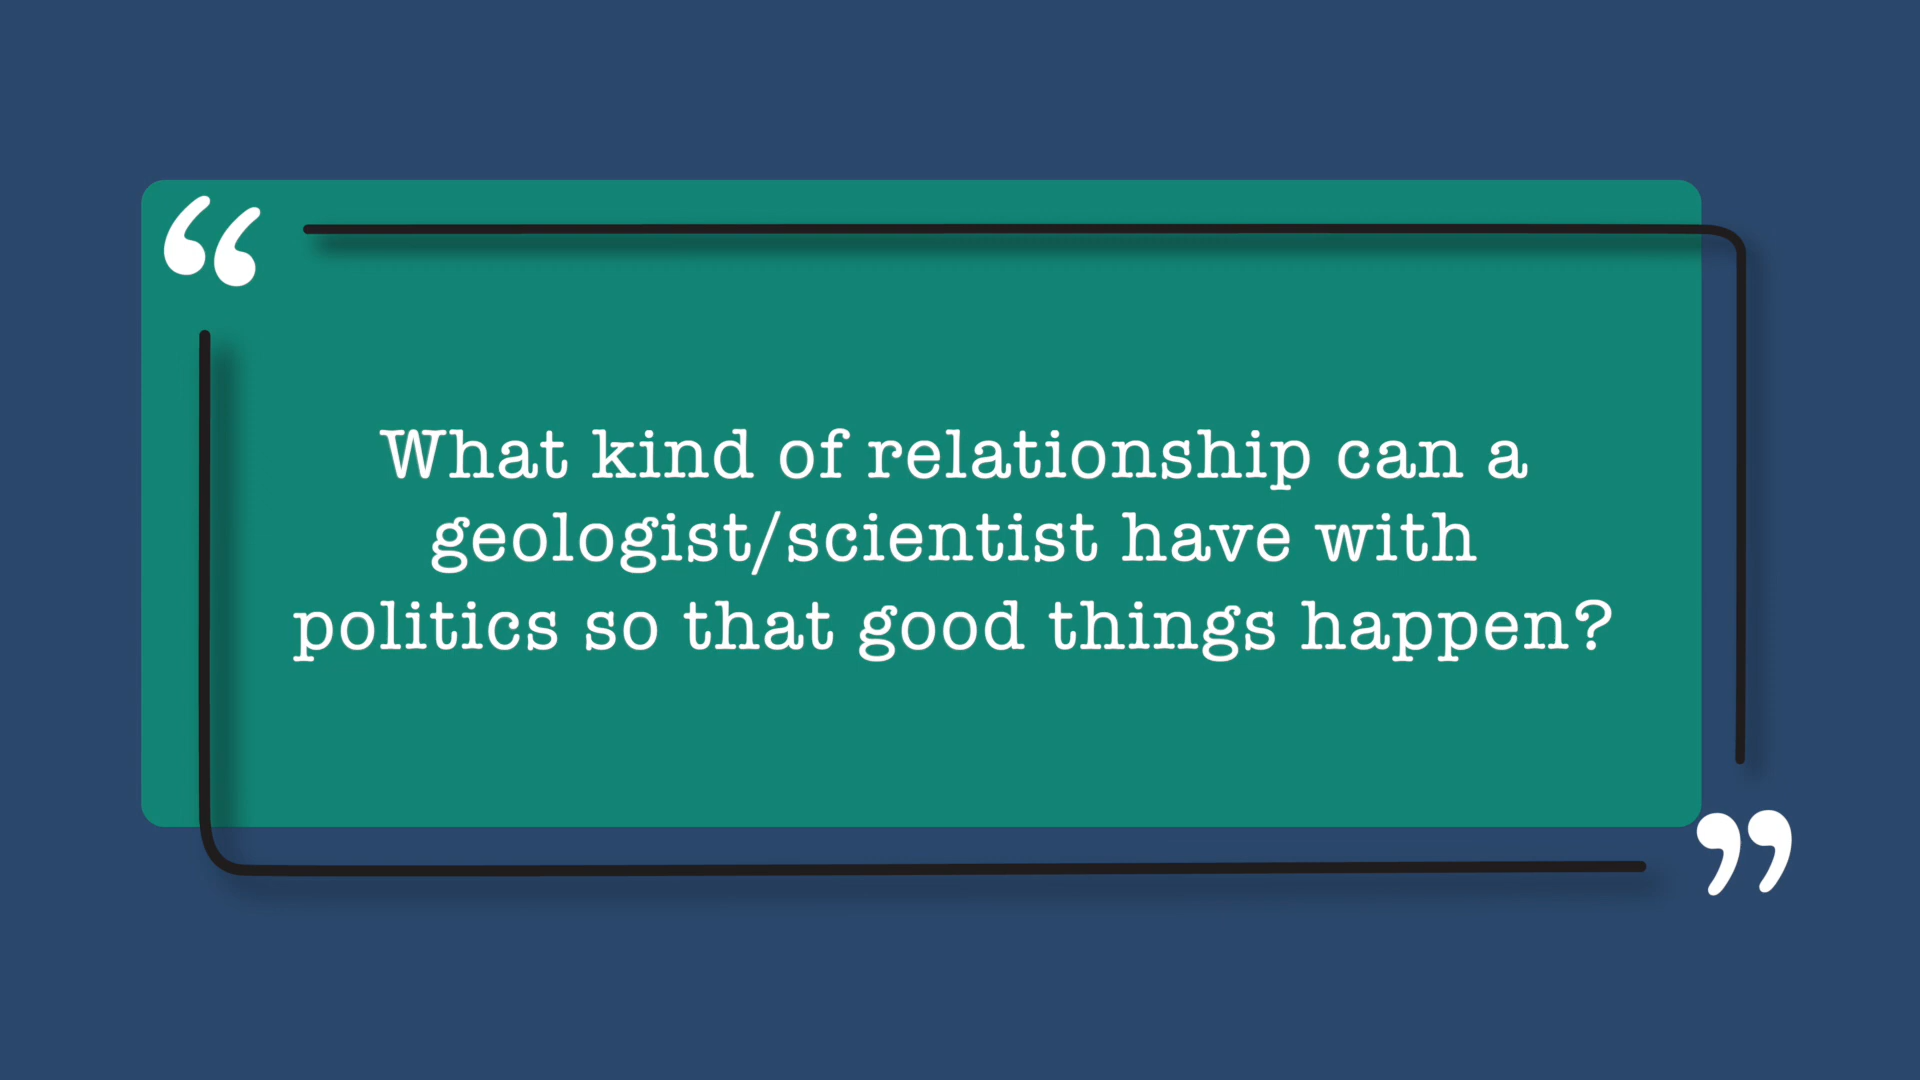 “
What kind of relationship can a
geologist/scientist have with
politics so that good things happen?
”